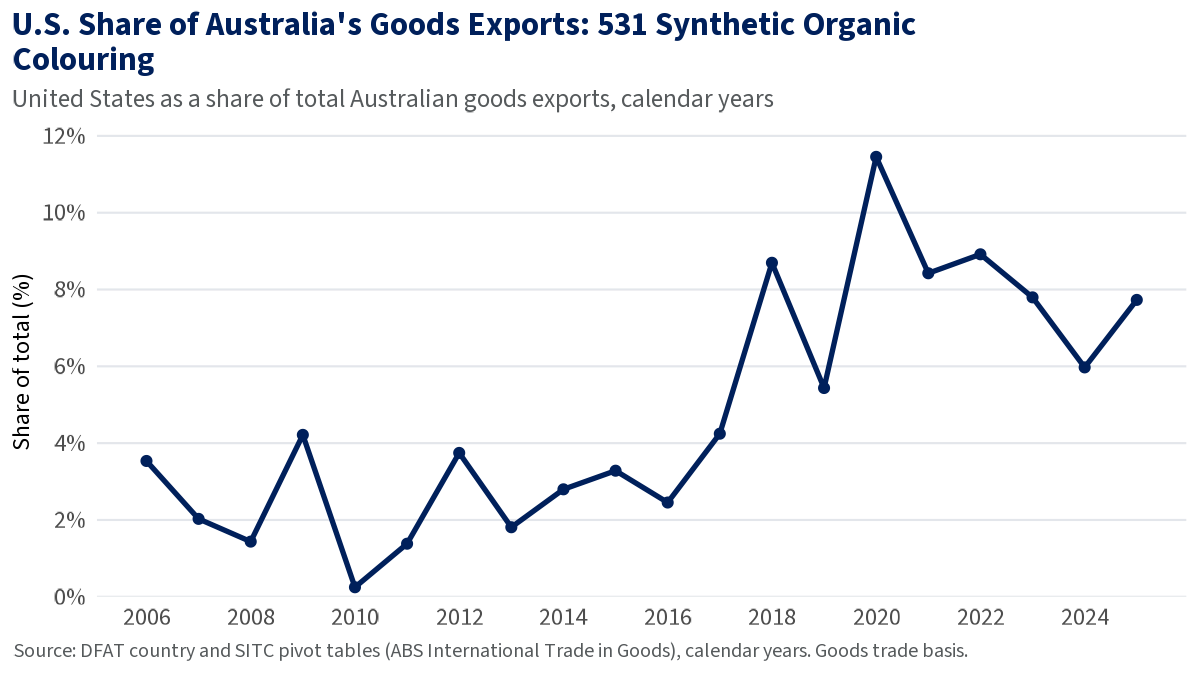 U.S. Share of Australia's Goods Exports: 531 Synthetic Organic
Colouring
United States as a share of total Australian goods exports, calendar years
12%
10%
8%
6%
4%
2%
0%
Share of total (%)
2006 2008 2010 2012 2014 2016 2018 2020 2022 2024
Source: DFAT country and SITC pivot tables (ABS International Trade in Goods), calendar years. Goods trade basis.